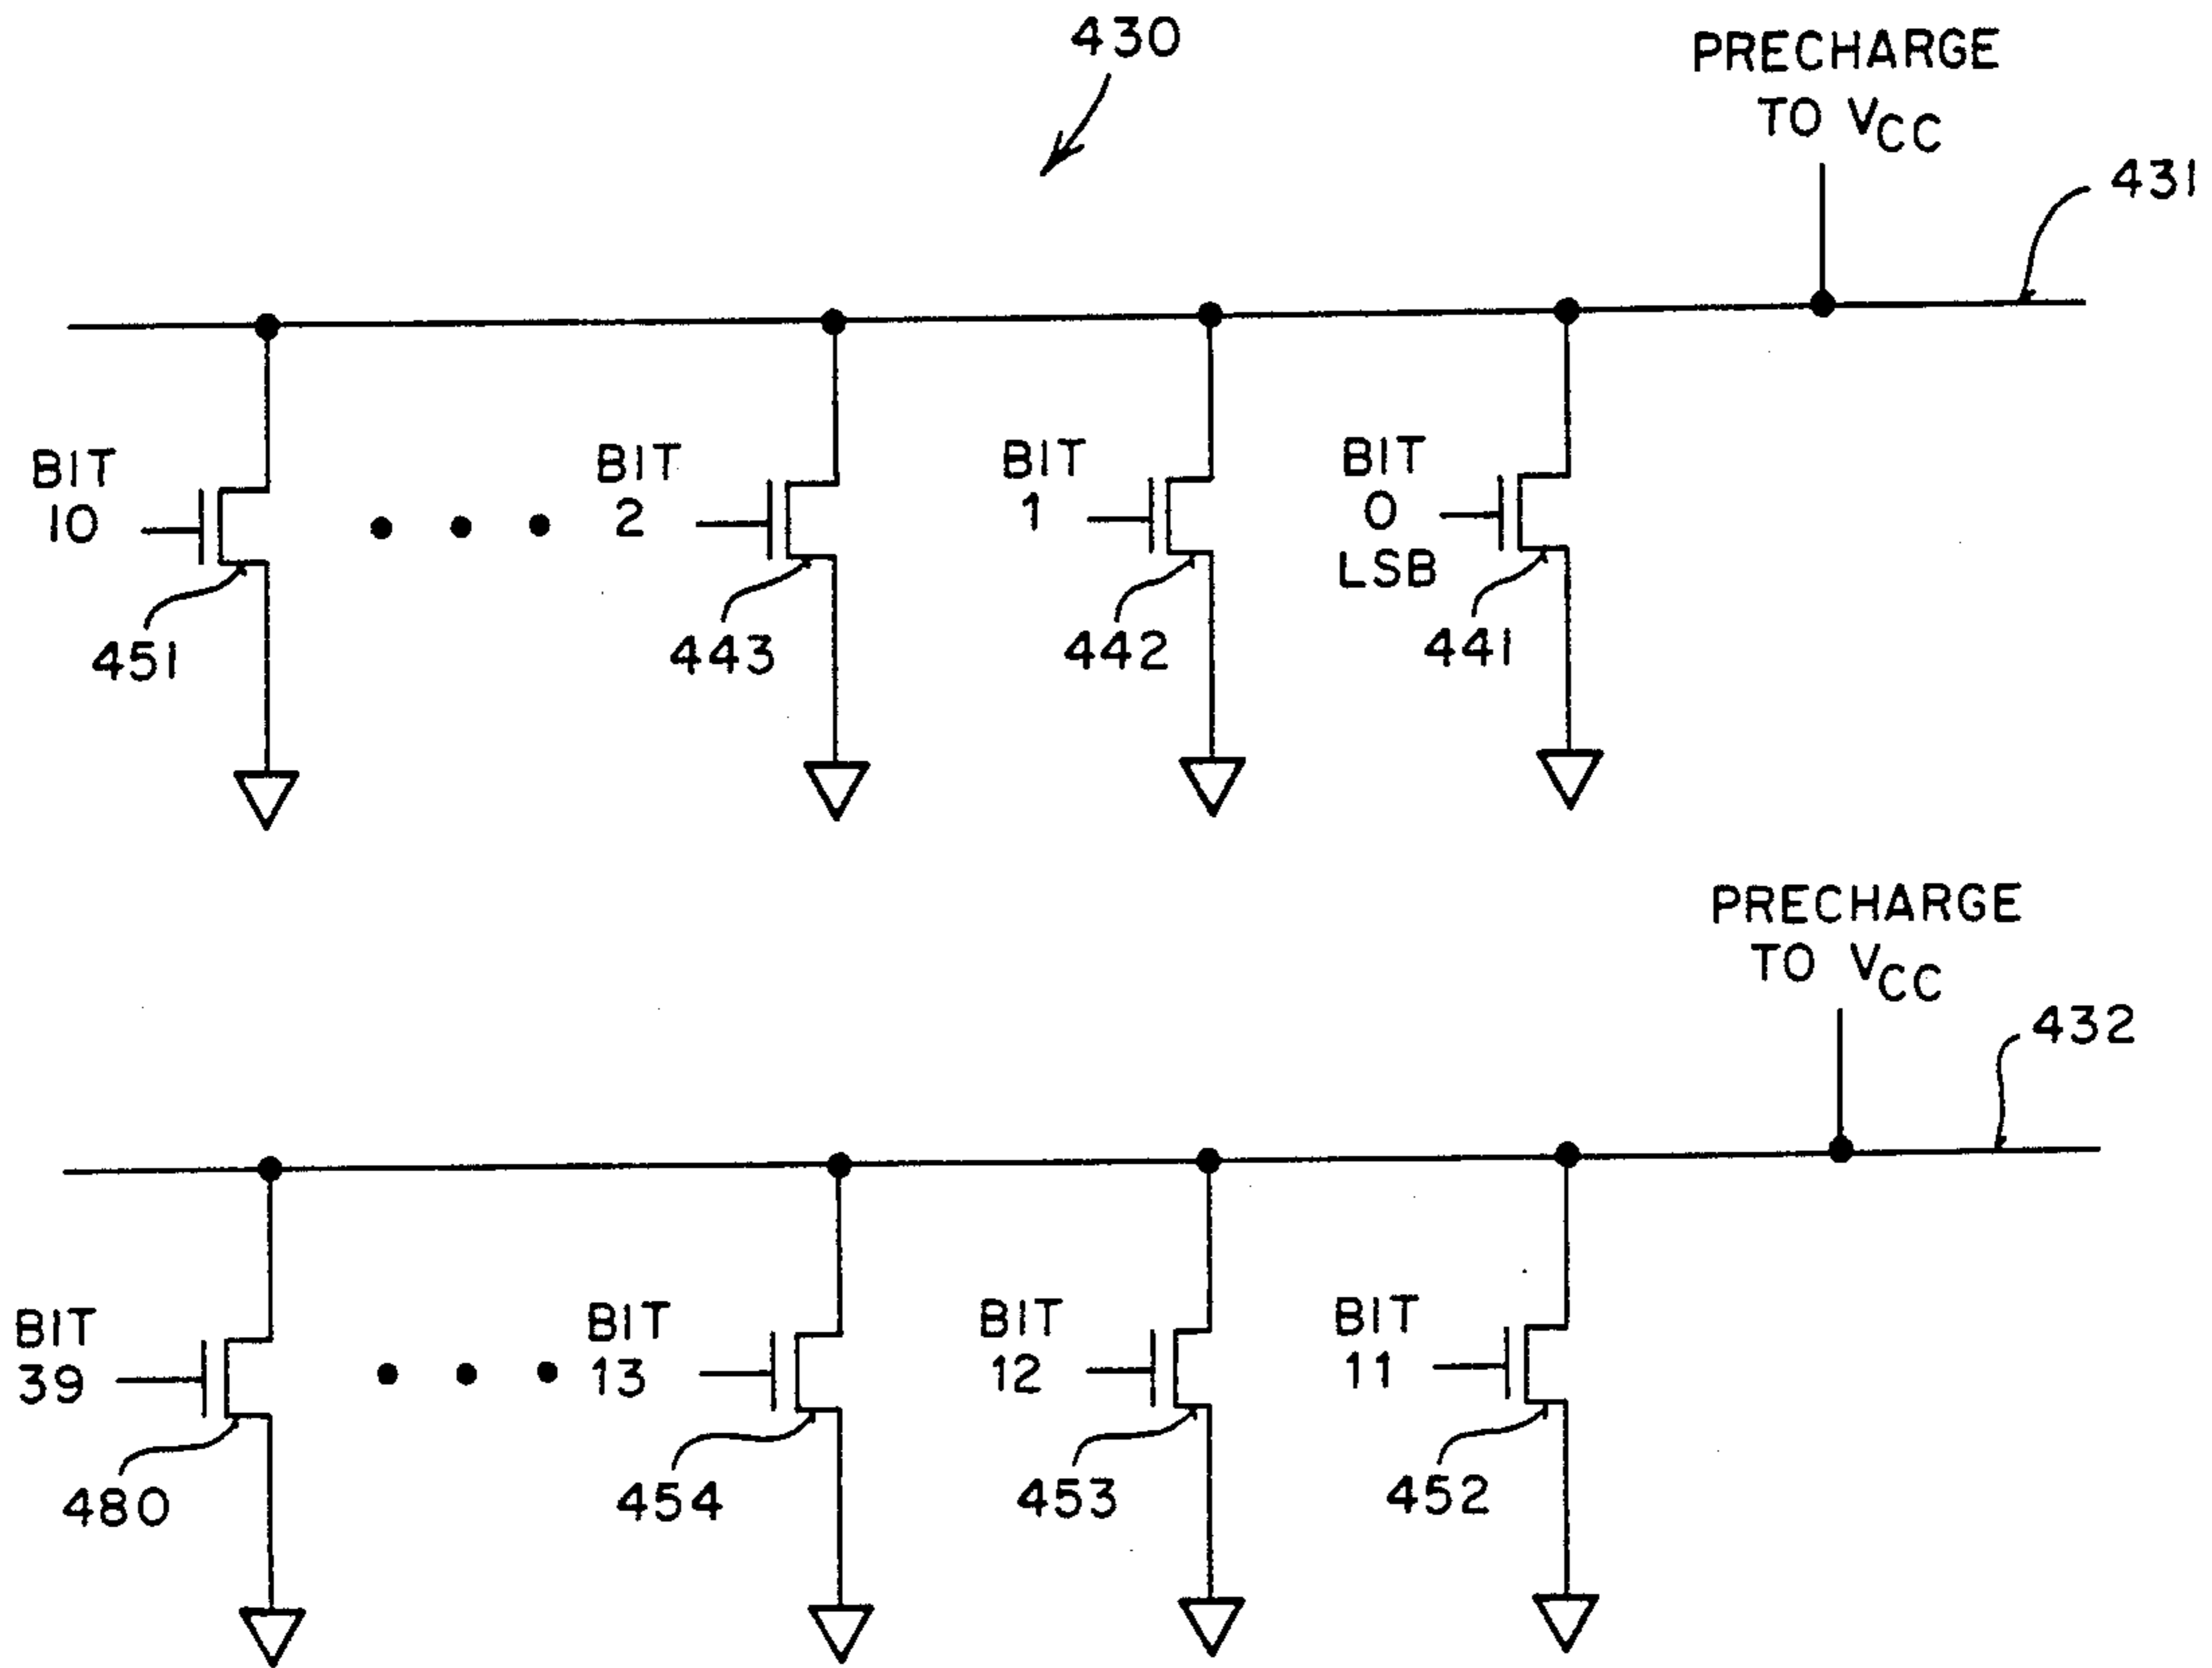 430
PRECHARGE
TO VCC
431
BIT
10
BIT
2
BIT
1
BIT
0
LSB
451
443
442
441
PRECHARGE
TO VCC
432
BIT
39
BIT
13
BIT
12
BIT
11
480
454
453
452